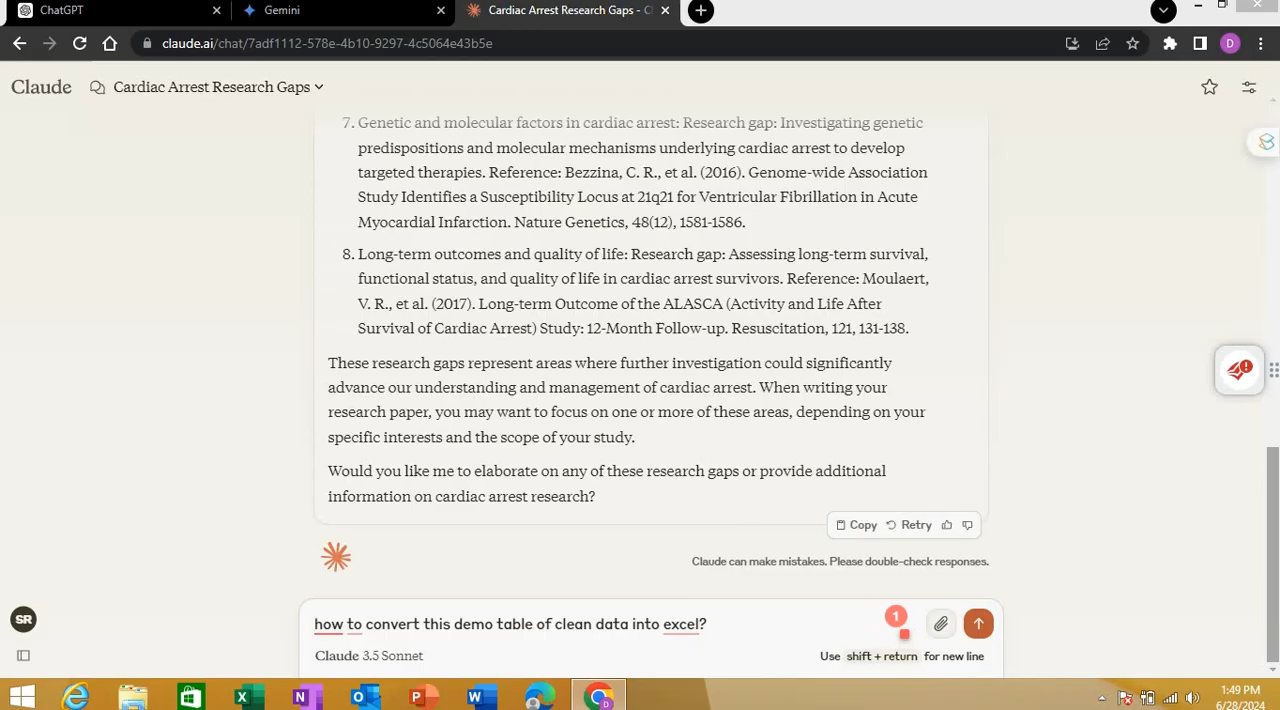 ChatGPT
Gemini
Cardiac Arrest Research Gaps - C
claude.ai/chat/7adf1112-578e-4b10-9297-4c5064e43b5e
D
Claude
Cardiac Arrest Research Gaps
7. Genetic and molecular factors in cardiac arrest: Research gap: Investigating genetic
predispositions and molecular mechanisms underlying cardiac arrest to develop
targeted therapies. Reference: Bezzina, C. R., et al. (2016). Genome-wide Association
Study Identifies a Susceptibility Locus at 21q21 for Ventricular Fibrillation in Acute
Myocardial Infarction. Nature Genetics, 48(12), 1581-1586.
8. Long-term outcomes and quality of life: Research gap: Assessing long-term survival,
functional status, and quality of life in cardiac arrest survivors. Reference: Moulaert,
V. R., et al. (2017). Long-term Outcome of the ALASCA (Activity and Life After
Survival of Cardiac Arrest) Study: 12-Month Follow-up. Resuscitation, 121, 131-138.
These research gaps represent areas where further investigation could significantly
advance our understanding and management of cardiac arrest. When writing your
research paper, you may want to focus on one or more of these areas, depending on your
specific interests and the scope of your study.
Would you like me to elaborate on any of these research gaps or provide additional
information on cardiac arrest research?
Copy Retry
Claude can make mistakes. Please double-check responses.
SR
how to convert this demo table of clean data into excel?
1
Claude 3.5 Sonnet
Use shift + return for new line
1:49 PM
6/28/2024